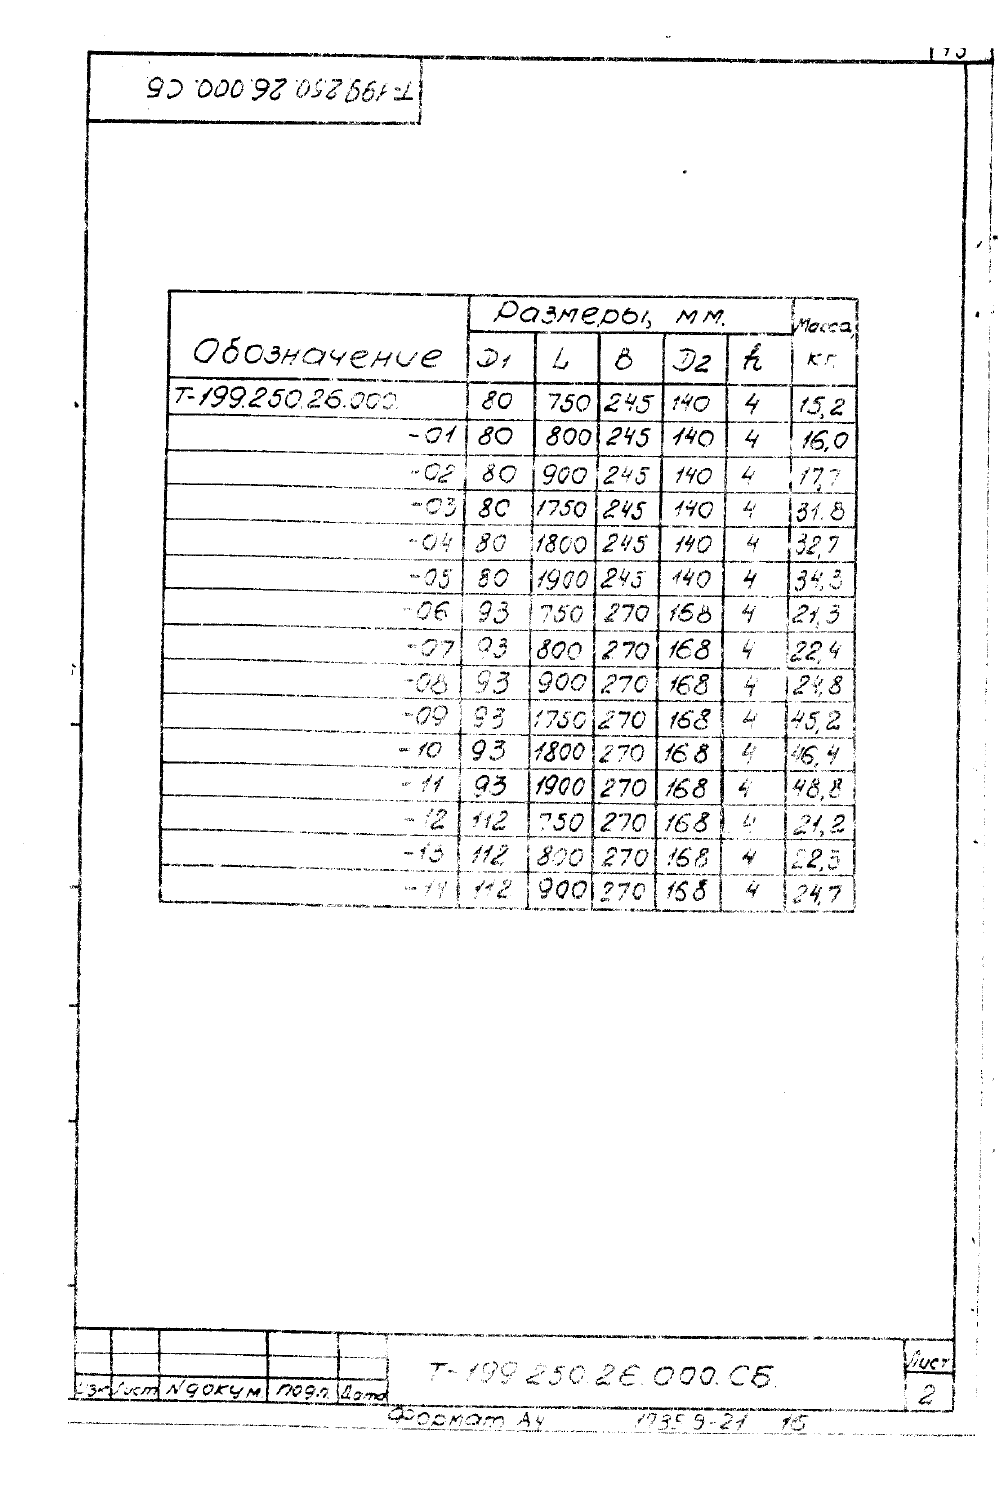 Т-199.250.26.000.СБ
Обозначение Размеры, мм. Масса, кг.
D1 L B D2 h
Т-199.250.26.000. 80 750 245 140 4 15,2
-01 80 800 245 140 4 16,0
-02 80 900 245 140 4 17,7
-03 80 1750 245 140 4 31.8
-04 80 1800 245 140 4 32,7
-05 80 1900 245 140 4 34,3
-06 93 750 270 168 4 21,3
-07 93 800 270 168 4 22,4
-08 93 900 270 168 4 24,8
-09 93 1750 270 168 4 45,2
-10 93 1800 270 168 4 46,4
-11 93 1900 270 168 4 48,8
-12 112 750 270 168 4 21,2
-13 112 800 270 168 4 22,3
-14 112 900 270 168 4 24,7
Т-199.250.26.000.СБ.
Лист
2
Изм Лист N докум. Подп. Дата
Формат А4 15